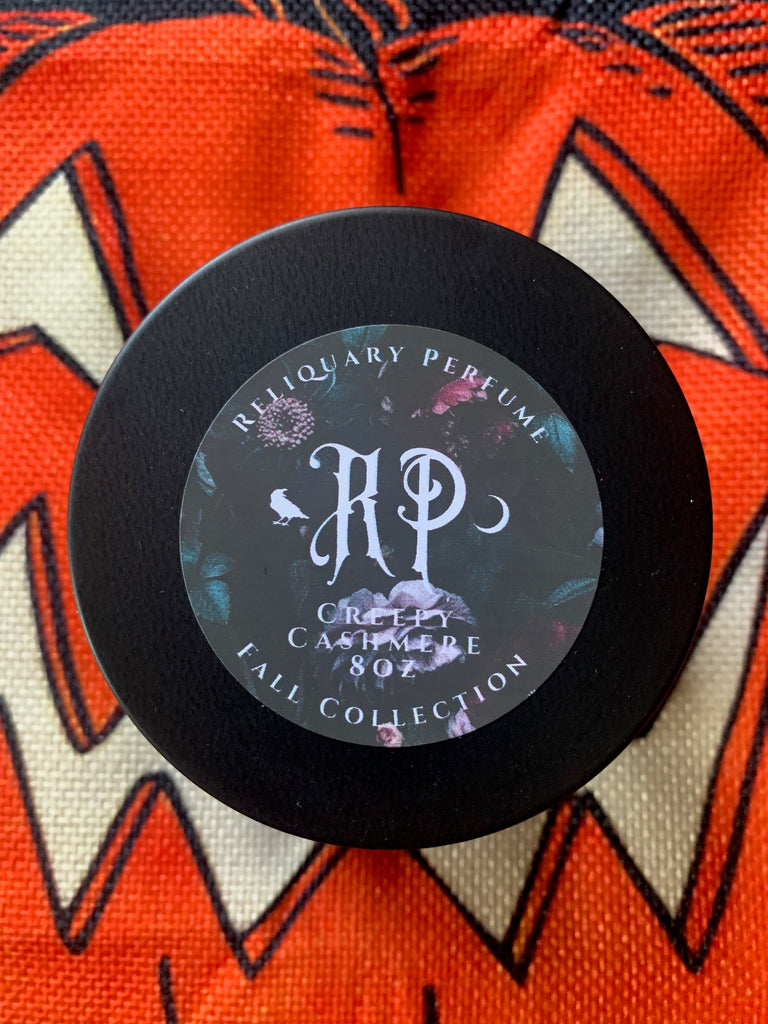 Reliquary Perfume
RP
Creepy
Cashmere
8oz
Fall Collection